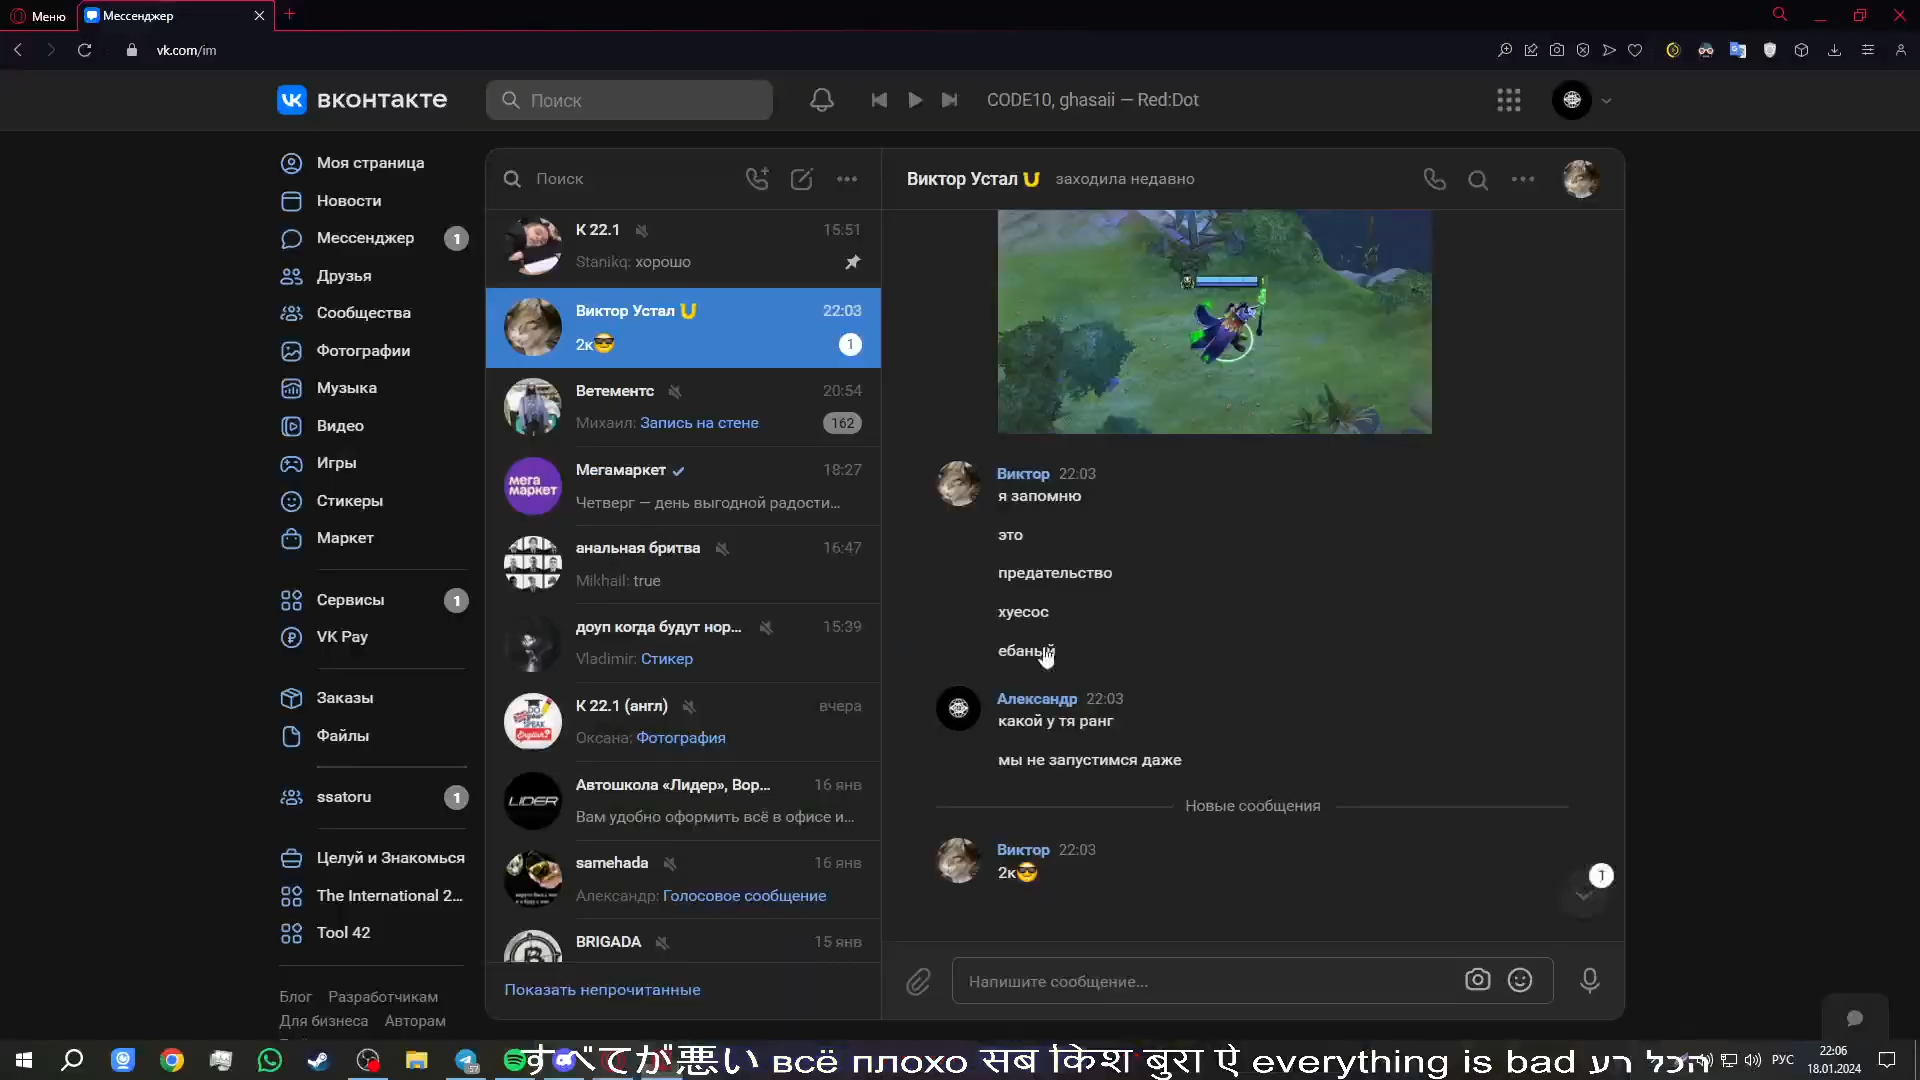 Меню
Мессенджер
vk.com/im
вконтакте
Поиск
CODE10, ghasaii — Red:Dot
Моя страница
Новости
Мессенджер 1
Друзья
Сообщества
Фотографии
Музыка
Видео
Игры
Стикеры
Маркет
Сервисы 1
VK Pay
Заказы
Файлы
ssatoru 1
Целуй и Знакомься
The International 2...
Tool 42
Блог Разработчикам
Для бизнеса Авторам
Поиск
К 22.1 15:51
Stanikq: хорошо
Виктор Устал 22:03
2к😎 1
Ветементс 20:54
Михаил: Запись на стене 162
мега
маркет
Мегамаркет 18:27
Четверг — день выгодной радости...
анальная бритва 16:47
Mikhail: true
доуп когда будут нор... 15:39
Vladimir: Стикер
К 22.1 (англ) вчера
Оксана: Фотография
LIDER
Автошкола «Лидер», Вор... 16 янв
Вам удобно оформить всё в офисе и...
samehada 16 янв
Александр: Голосовое сообщение
BRIGADA 15 янв
Показать непрочитанные
Виктор Устал заходила недавно
Виктор 22:03
я запомню
это
предательство
хуесос
ебаный
Александр 22:03
какой у тя ранг
мы не запустимся даже
Новые сообщения
Виктор 22:03
2к😎
1
Напишите сообщение...
すべてが悪い всё плохо सब किश बुरा ऐ everything is bad הכל רע
РУС
22:06
18.01.2024